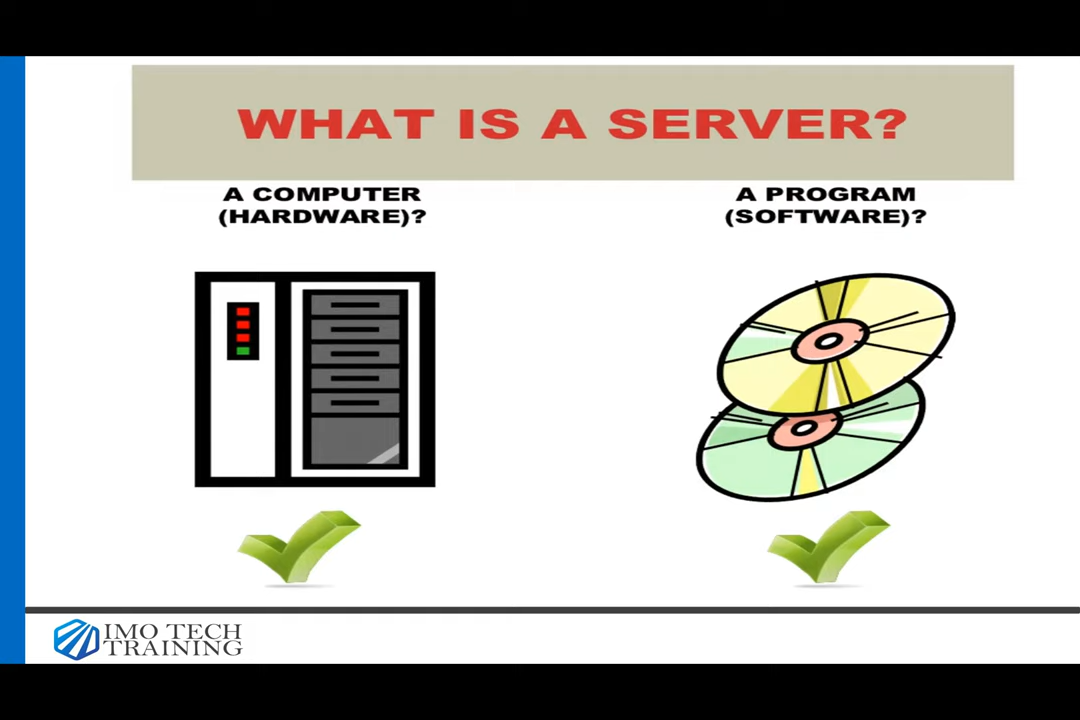 WHAT IS A SERVER?
A COMPUTER
(HARDWARE)?
A PROGRAM
(SOFTWARE)?
IMO TECH
TRAINING